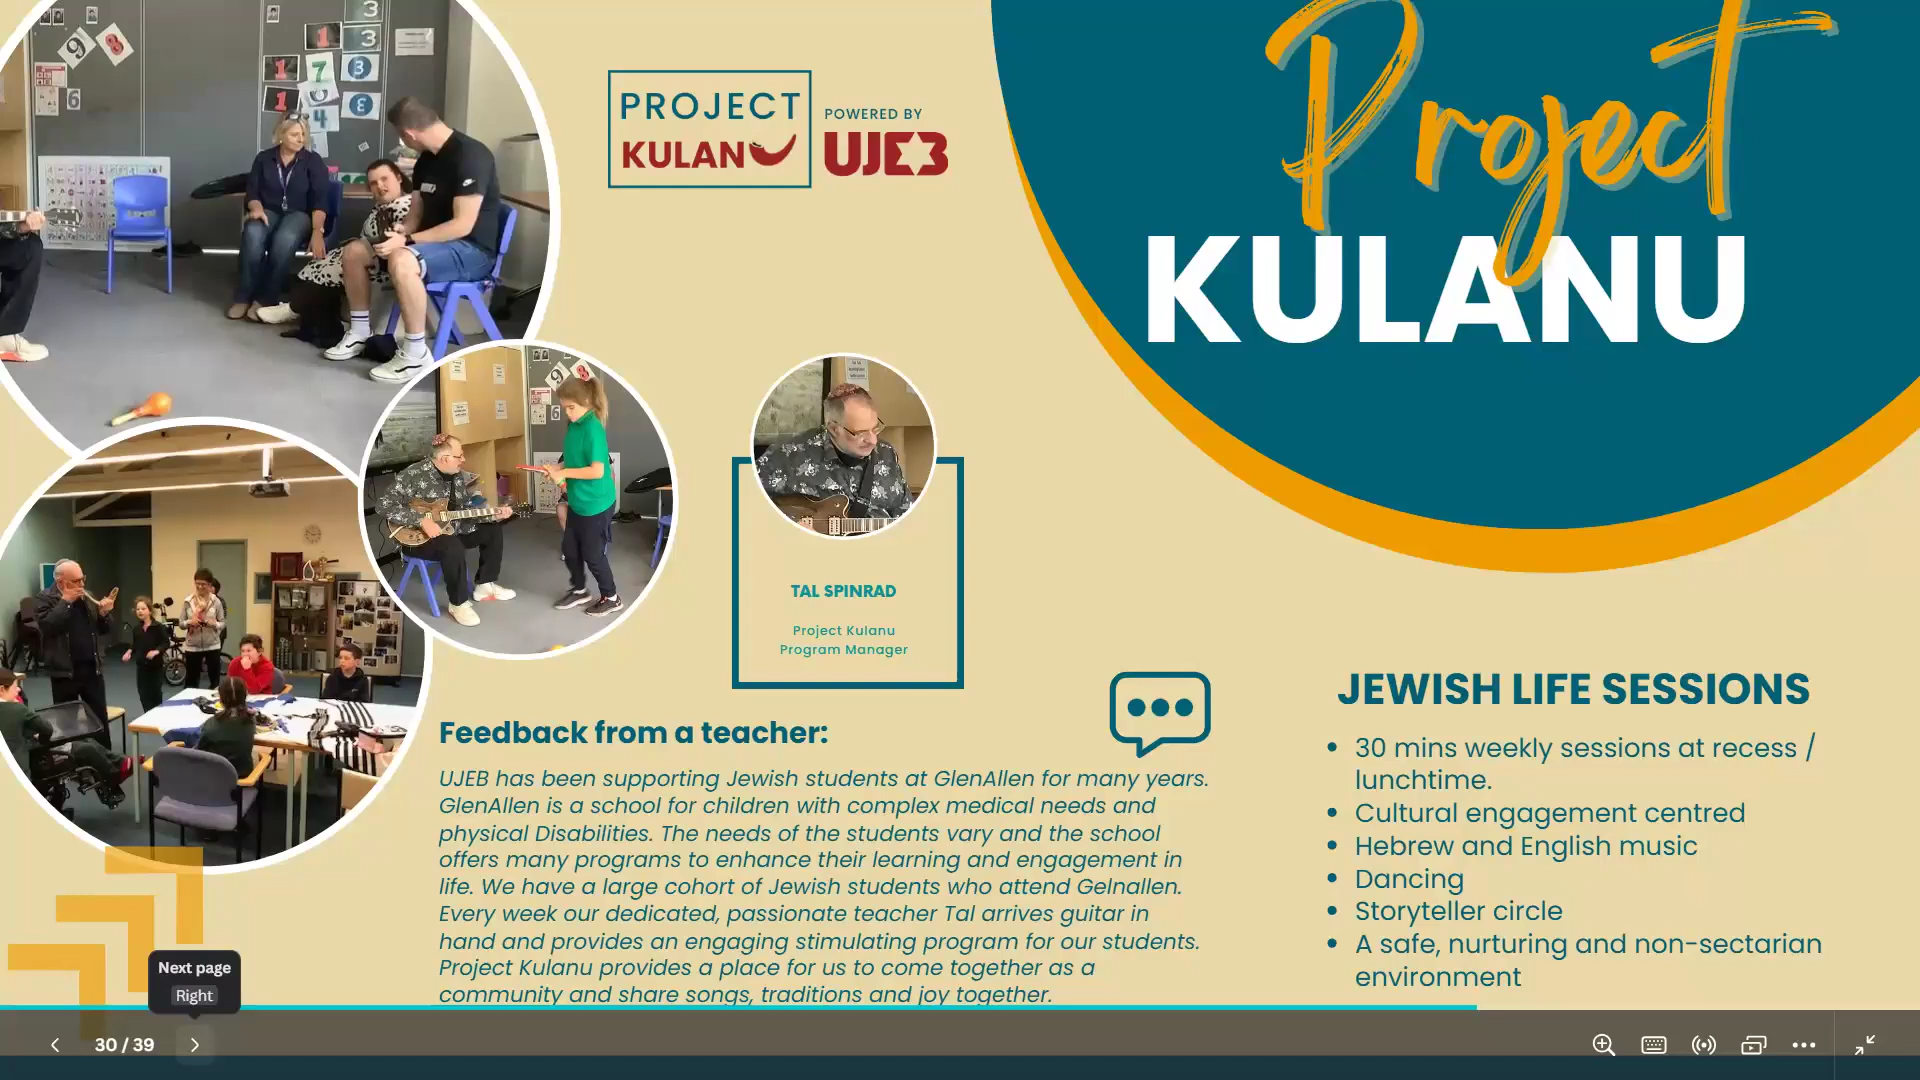 PROJECT
KULANU
POWERED BY
UJEB
Project
KULANU
TAL SPINRAD
Project Kulanu
Program Manager
Feedback from a teacher:
UJEB has been supporting Jewish students at GlenAllen for many years.
GlenAllen is a school for children with complex medical needs and
physical Disabilities. The needs of the students vary and the school
offers many programs to enhance their learning and engagement in
life. We have a large cohort of Jewish students who attend Gelnallen.
Every week our dedicated, passionate teacher Tal arrives guitar in
hand and provides an engaging stimulating program for our students.
Project Kulanu provides a place for us to come together as a
community and share songs, traditions and joy together.
JEWISH LIFE SESSIONS
• 30 mins weekly sessions at recess /
lunchtime.
• Cultural engagement centred
• Hebrew and English music
• Dancing
• Storyteller circle
• A safe, nurturing and non-sectarian
environment
Next page
Right
30 / 39